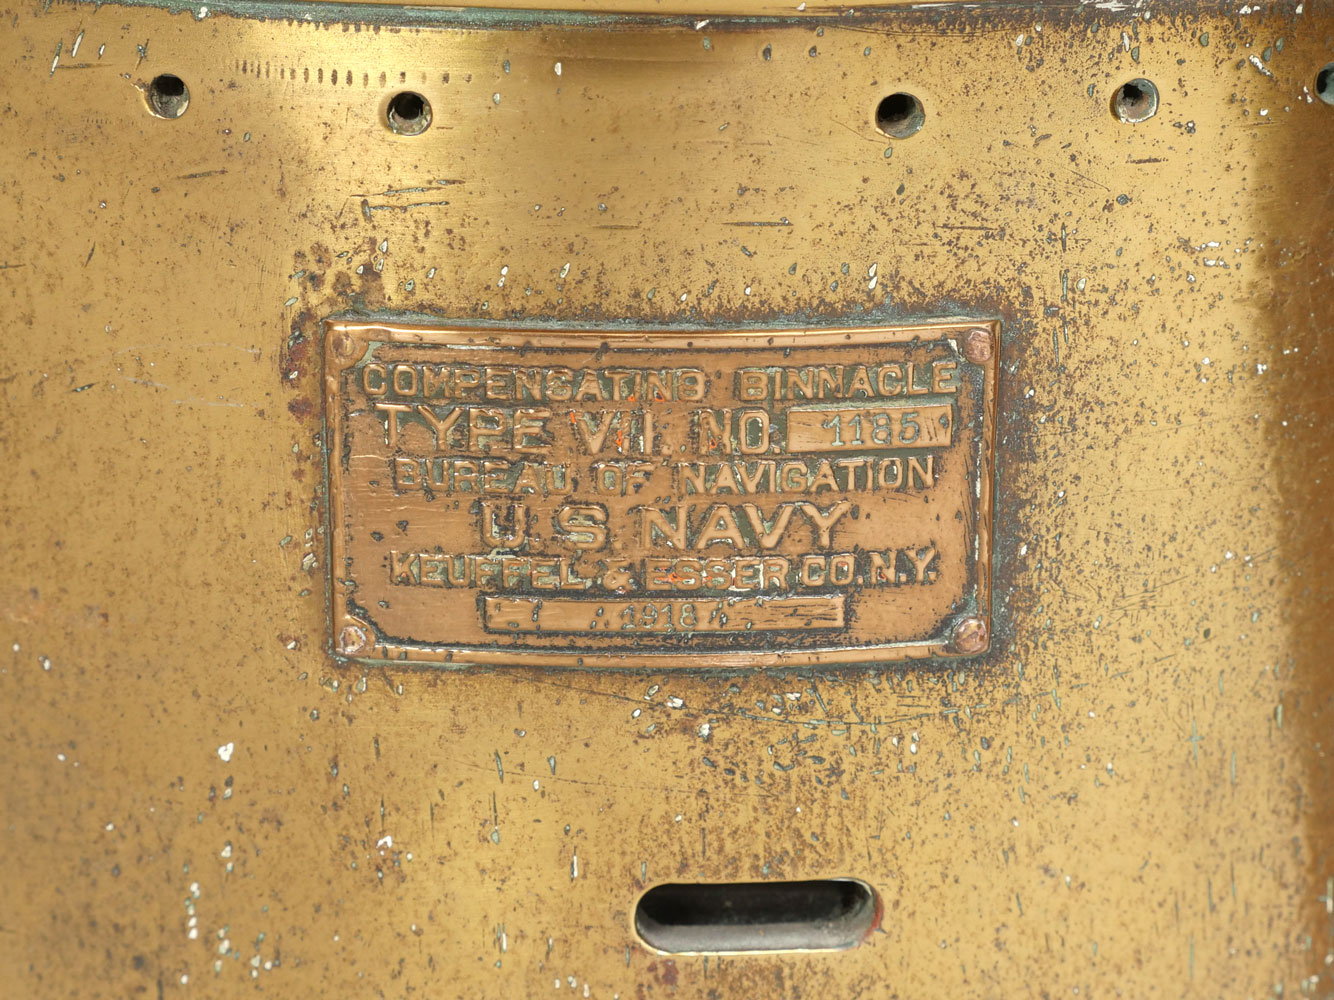 COMPENSATING BINNACLE
TYPE VII. NO. 1185
BUREAU OF NAVIGATION
U.S NAVY
KEUFFEL & ESSER CO. N.Y.
1918